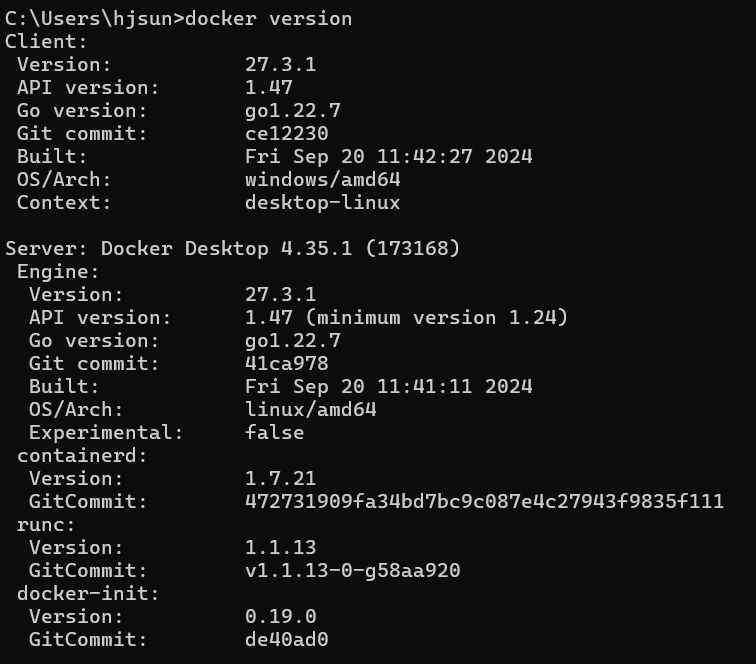 C:\Users\hjsun>docker version
Client:
 Version:           27.3.1
 API version:       1.47
 Go version:        go1.22.7
 Git commit:        ce12230
 Built:             Fri Sep 20 11:42:27 2024
 OS/Arch:           windows/amd64
 Context:           desktop-linux

Server: Docker Desktop 4.35.1 (173168)
 Engine:
  Version:          27.3.1
  API version:      1.47 (minimum version 1.24)
  Go version:       go1.22.7
  Git commit:       41ca978
  Built:            Fri Sep 20 11:41:11 2024
  OS/Arch:          linux/amd64
  Experimental:     false
 containerd:
  Version:          1.7.21
  GitCommit:        472731909fa34bd7bc9c087e4c27943f9835f111
 runc:
  Version:          1.1.13
  GitCommit:        v1.1.13-0-g58aa920
 docker-init:
  Version:          0.19.0
  GitCommit:        de40ad0